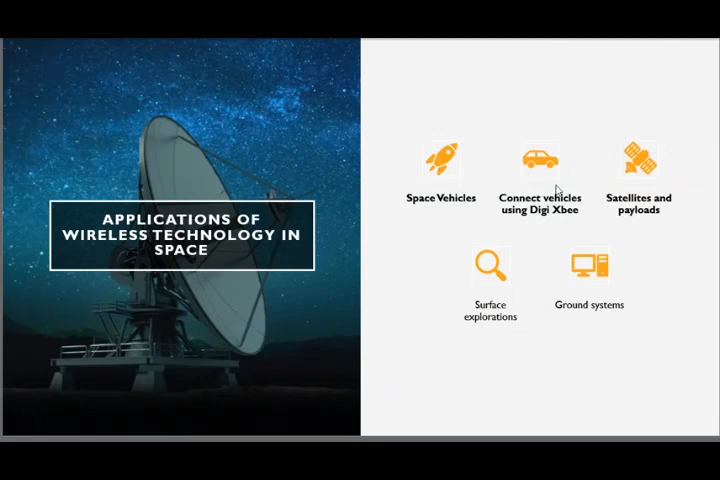 APPLICATIONS OF
WIRELESS TECHNOLOGY IN
SPACE
Space Vehicles
Connect vehicles
using Digi Xbee
Satellites and
payloads
Surface
explorations
Ground systems